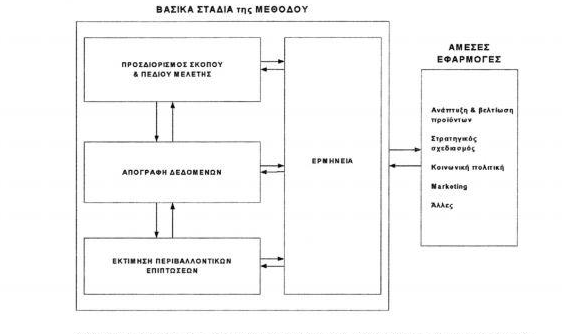 ΒΑΣΙΚΑ ΣΤΑΔΙΑ της ΜΕΘΟΔΟΥ
ΠΡΟΣΔΙΟΡΙΣΜΟΣ ΣΚΟΠΟΥ
& ΠΕΔΙΟΥ ΜΕΛΕΤΗΣ
ΑΠΟΓΡΑΦΗ ΔΕΔΟΜΕΝΩΝ
ΕΚΤΙΜΗΣΗ ΠΕΡΙΒΑΛΛΟΝΤΙΚΩΝ
ΕΠΙΠΤΩΣΕΩΝ
ΕΡΜΗΝΕΙΑ
ΑΜΕΣΕΣ
ΕΦΑΡΜΟΓΕΣ
Ανάπτυξη & βελτίωση
προϊόντων
Στρατηγικός
σχεδιασμός
Κοινωνική πολιτική
Marketing
Άλλες